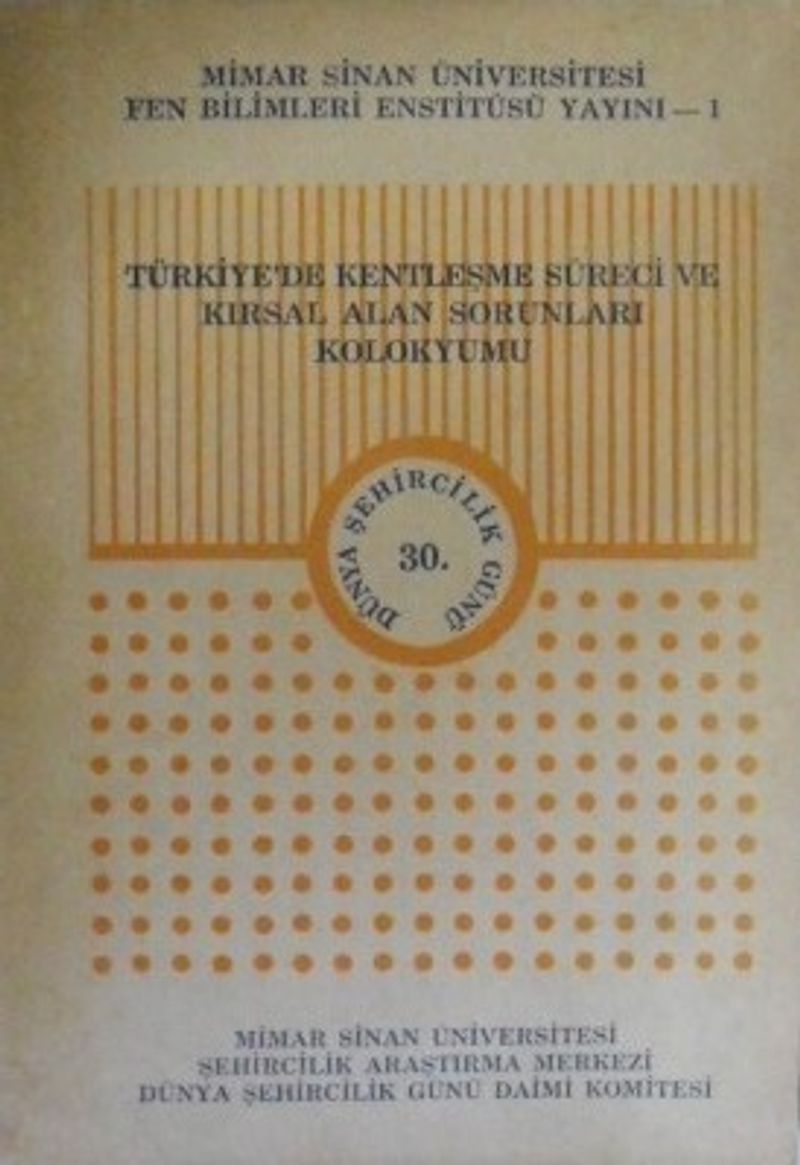 MİMAR SİNAN ÜNİVERSİTESİ
FEN BİLİMLERİ ENSTİTÜSÜ YAYINI — 1
TÜRKİYE'DE KENTLEŞME SÜRECİ VE
KIRSAL ALAN SORUNLARI
KOLOKYUMU
DÜNYA ŞEHİRCİLİK GÜNÜ
30.
MİMAR SİNAN ÜNİVERSİTESİ
ŞEHİRCİLİK ARAŞTIRMA MERKEZİ
DÜNYA ŞEHİRCİLİK GÜNÜ DAİMİ KOMİTESİ